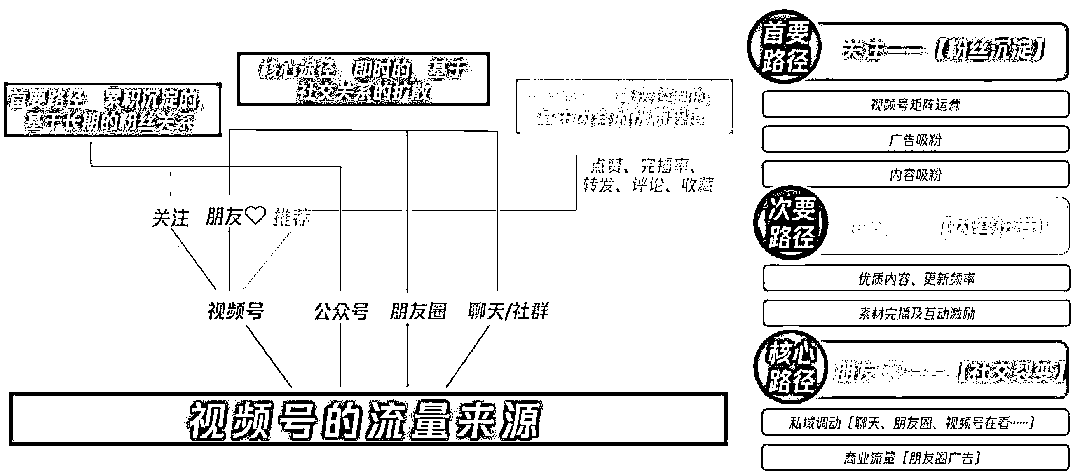 首要路径、累积沉淀的、
基于长期的粉丝关系
核心途径、即时的、基于
社交关系的扩散
点赞、完播率、
转发、评论、收藏
关注 朋友♡ 推荐
视频号 公众号 朋友圈 聊天/社群
视频号的流量来源
首要
路径
关注——【粉丝沉淀】
视频号矩阵运营
广告吸粉
内容吸粉
次要
路径
优质内容、更新频率
素材完播及互动激励
核心
路径
朋友♡——【社交裂变】
私域调动【聊天、朋友圈、视频号在看……】
商业流量【朋友圈广告】